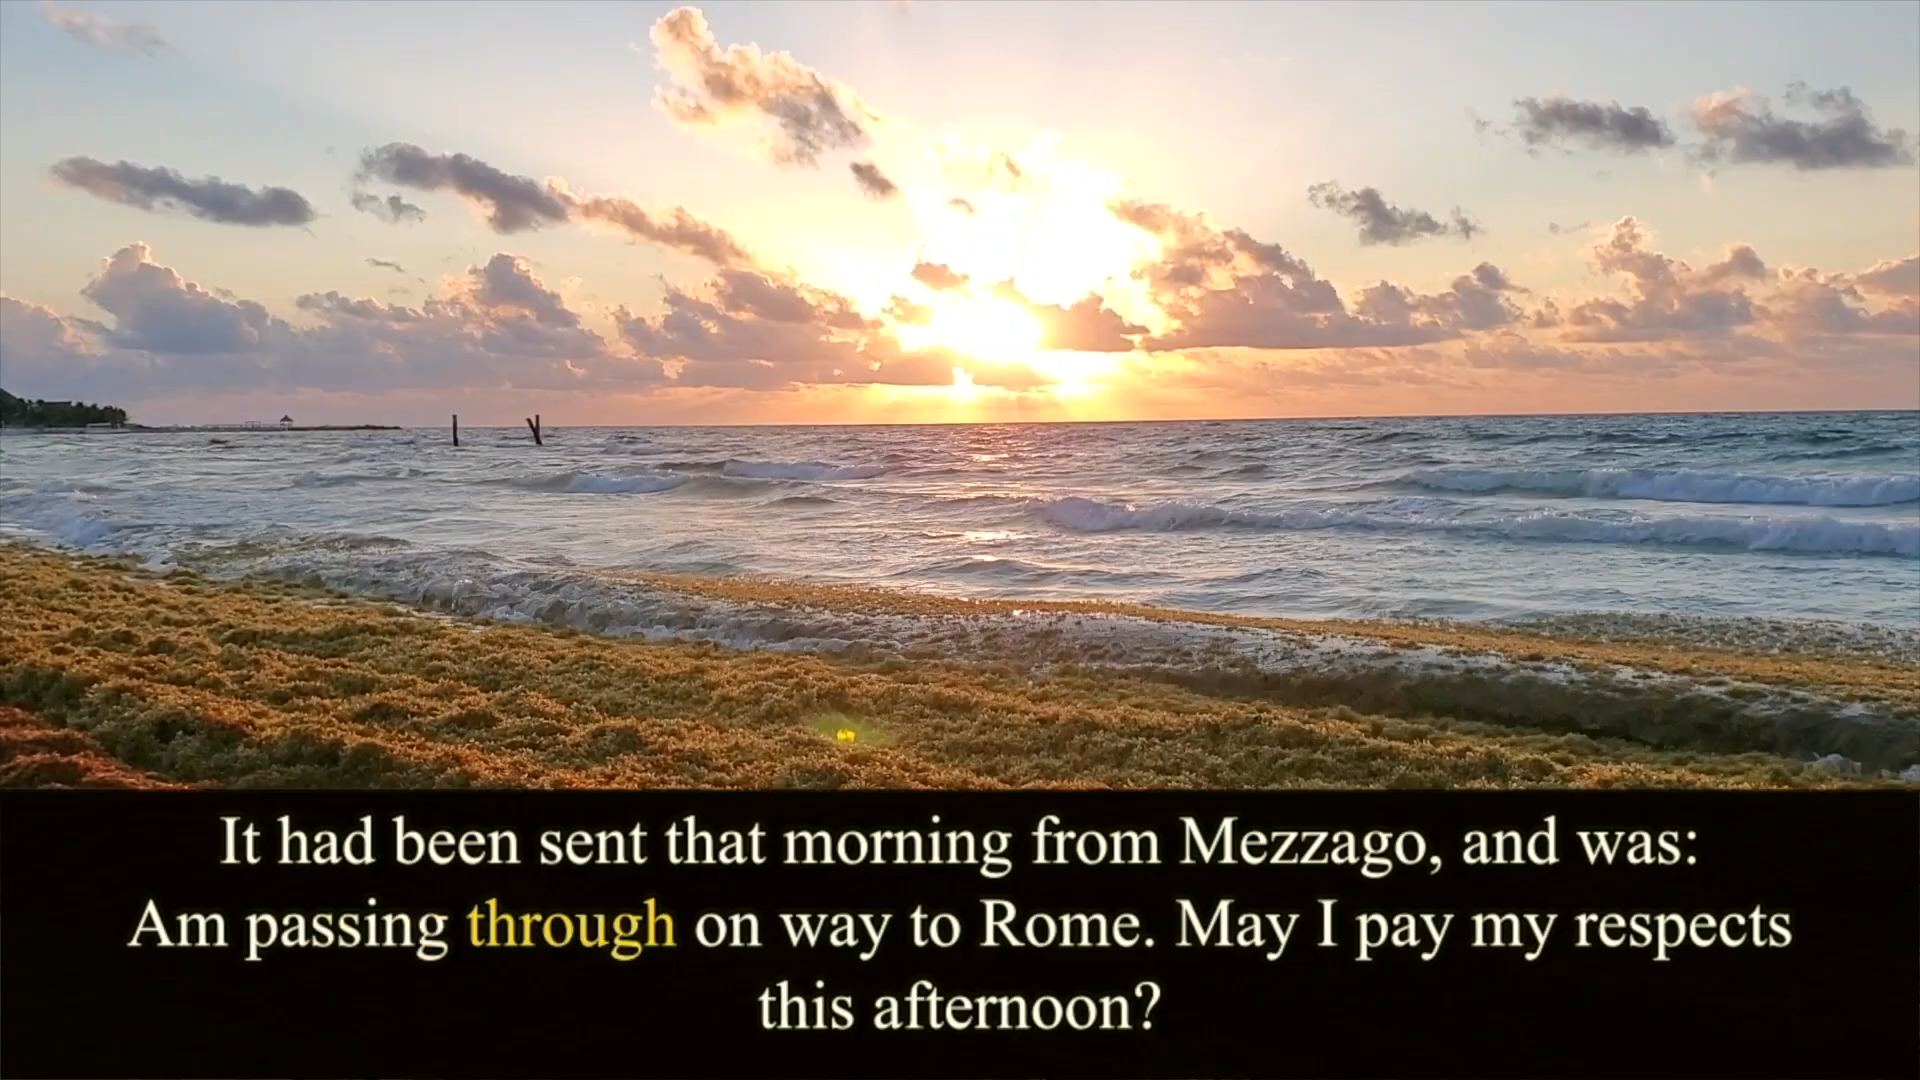 It had been sent that morning from Mezzago, and was:
Am passing through on way to Rome. May I pay my respects
this afternoon?